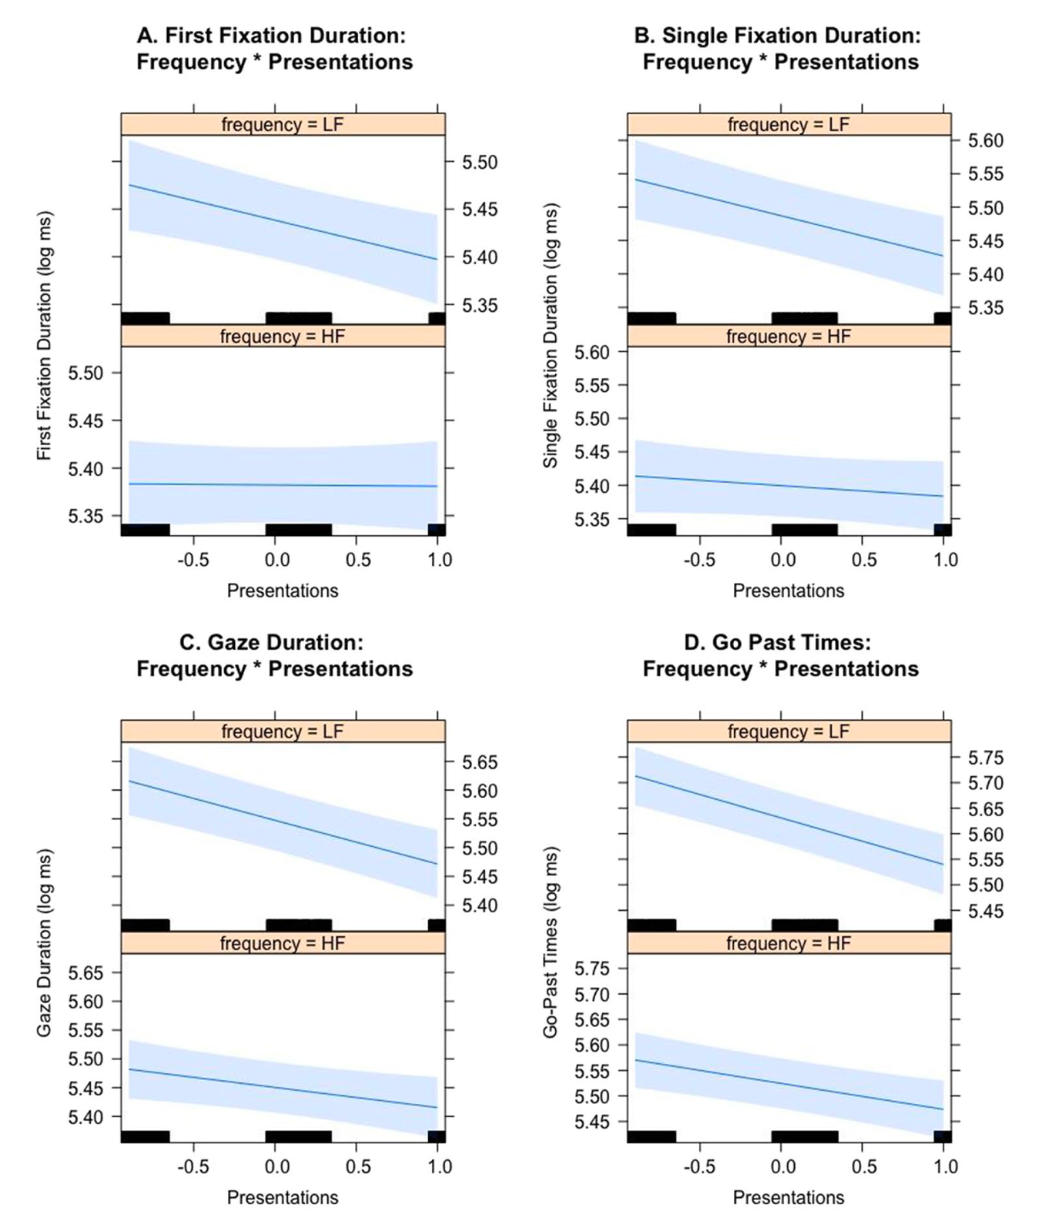 A. First Fixation Duration:
Frequency * Presentations
frequency = LF
5.50
5.45
5.40
5.35
First Fixation Duration (log ms)
frequency = HF
5.50
5.45
5.40
5.35
-0.5 0.0 0.5 1.0
Presentations
B. Single Fixation Duration:
Frequency * Presentations
frequency = LF
5.60
5.55
5.50
5.45
5.40
5.35
Single Fixation Duration (log ms)
frequency = HF
5.60
5.55
5.50
5.45
5.40
5.35
-0.5 0.0 0.5 1.0
Presentations
C. Gaze Duration:
Frequency * Presentations
frequency = LF
5.65
5.60
5.55
5.50
5.45
5.40
Gaze Duration (log ms)
frequency = HF
5.65
5.60
5.55
5.50
5.45
5.40
-0.5 0.0 0.5 1.0
Presentations
D. Go Past Times:
Frequency * Presentations
frequency = LF
5.75
5.70
5.65
5.60
5.55
5.50
5.45
Go-Past Times (log ms)
frequency = HF
5.75
5.70
5.65
5.60
5.55
5.50
5.45
-0.5 0.0 0.5 1.0
Presentations